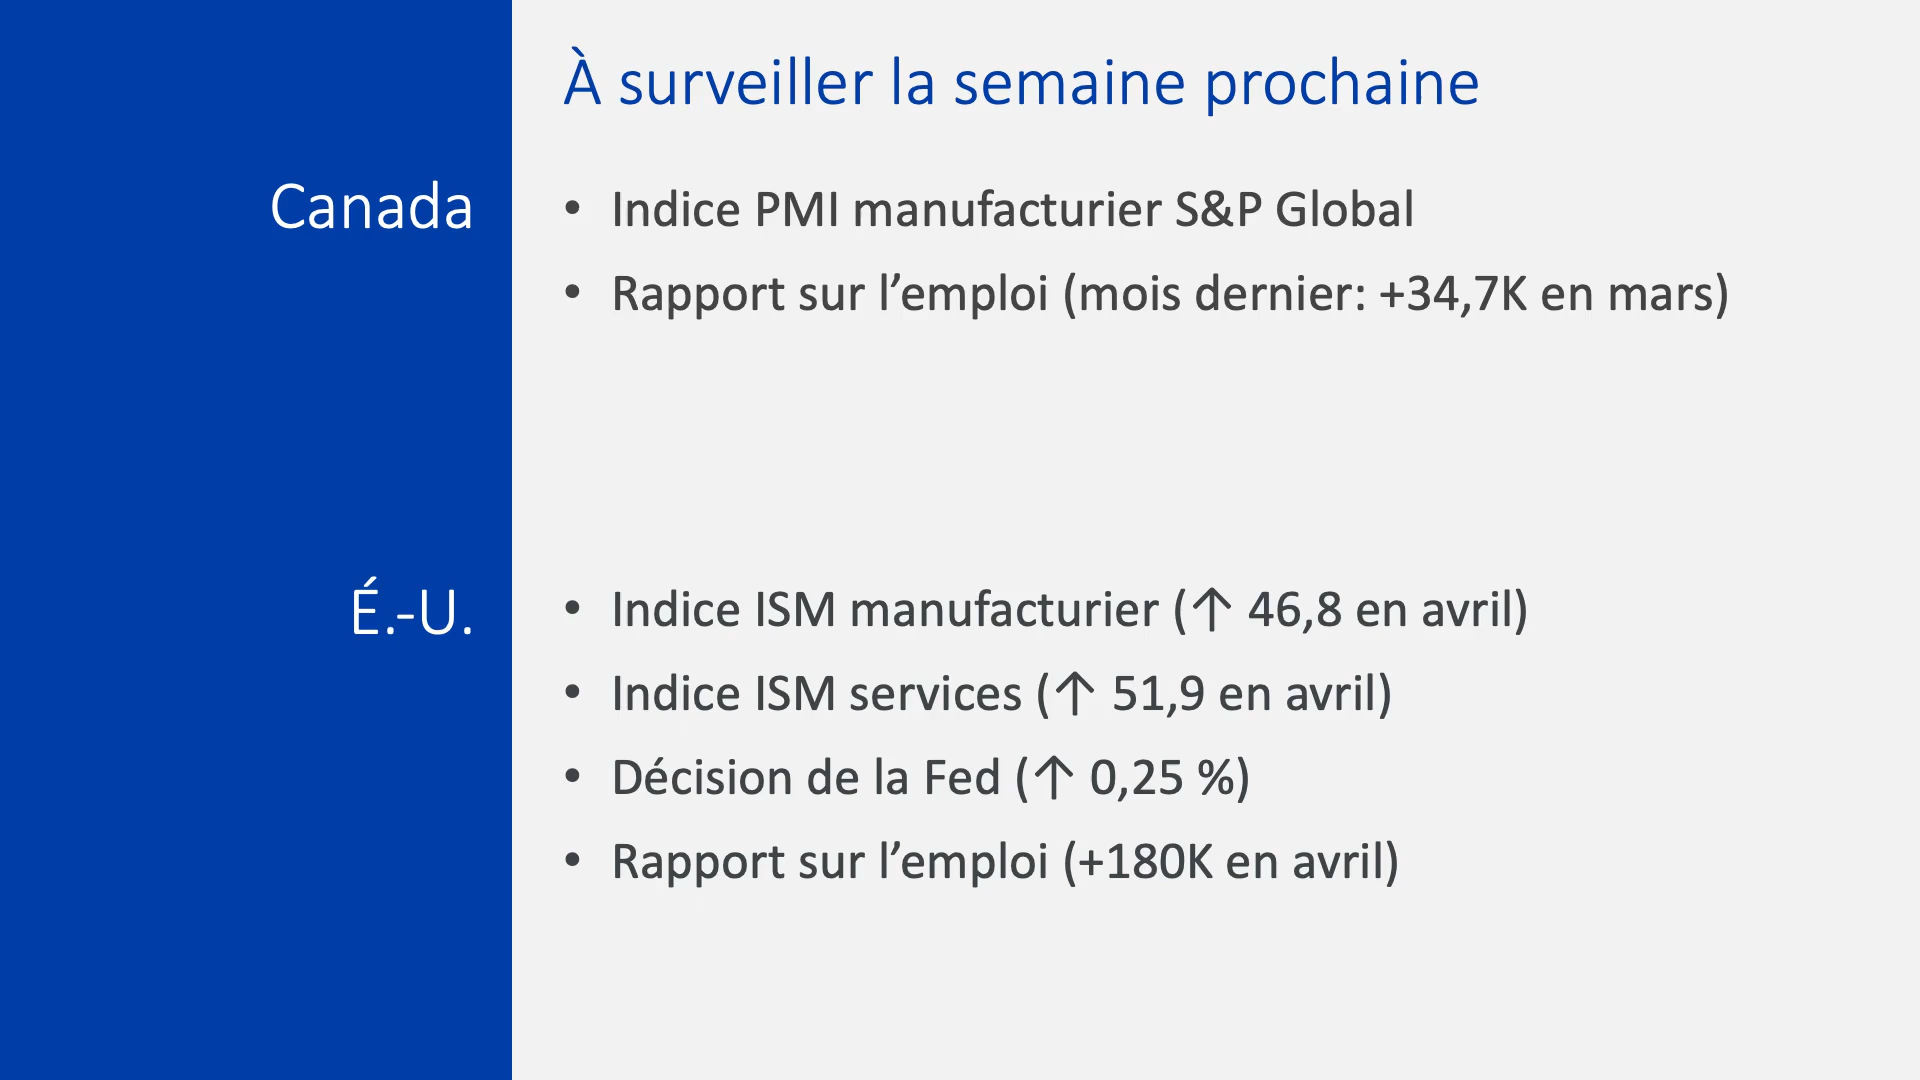 À surveiller la semaine prochaine
Canada
• Indice PMI manufacturier S&P Global
• Rapport sur l’emploi (mois dernier: +34,7K en mars)
É.-U.
• Indice ISM manufacturier (↑ 46,8 en avril)
• Indice ISM services (↑ 51,9 en avril)
• Décision de la Fed (↑ 0,25 %)
• Rapport sur l’emploi (+180K en avril)